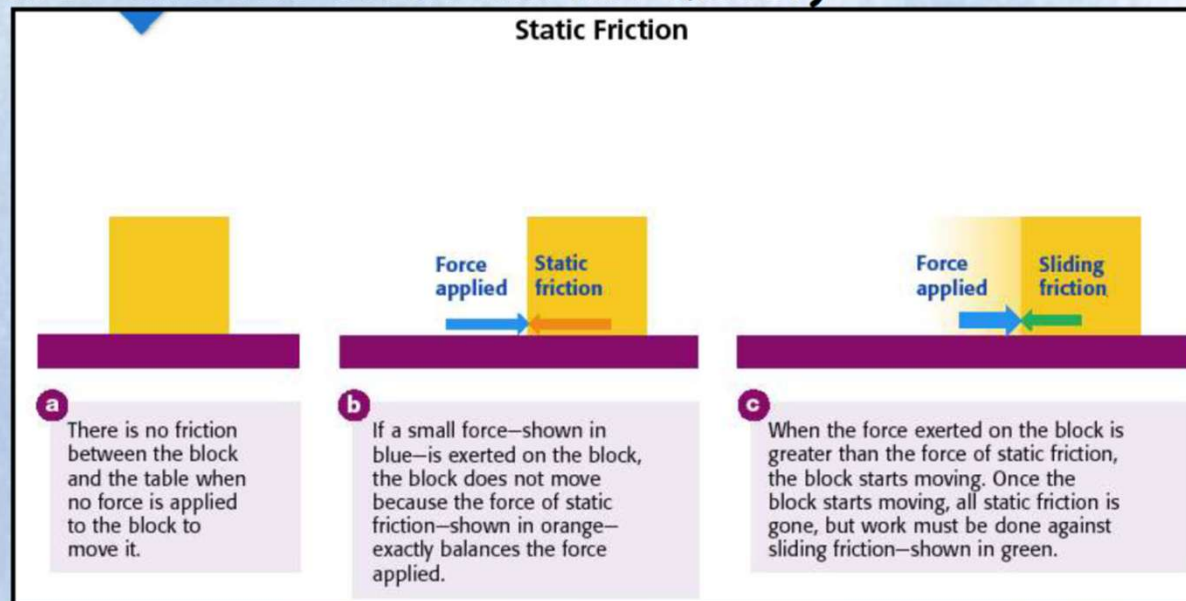 Static Friction
Force
applied
Static
friction
Force
applied
Sliding
friction
a
There is no friction
between the block
and the table when
no force is applied
to the block to
move it.
b
If a small force—shown in
blue—is exerted on the block,
the block does not move
because the force of static
friction—shown in orange—
exactly balances the force
applied.
c
When the force exerted on the block is
greater than the force of static friction,
the block starts moving. Once the
block starts moving, all static friction is
gone, but work must be done against
sliding friction—shown in green.